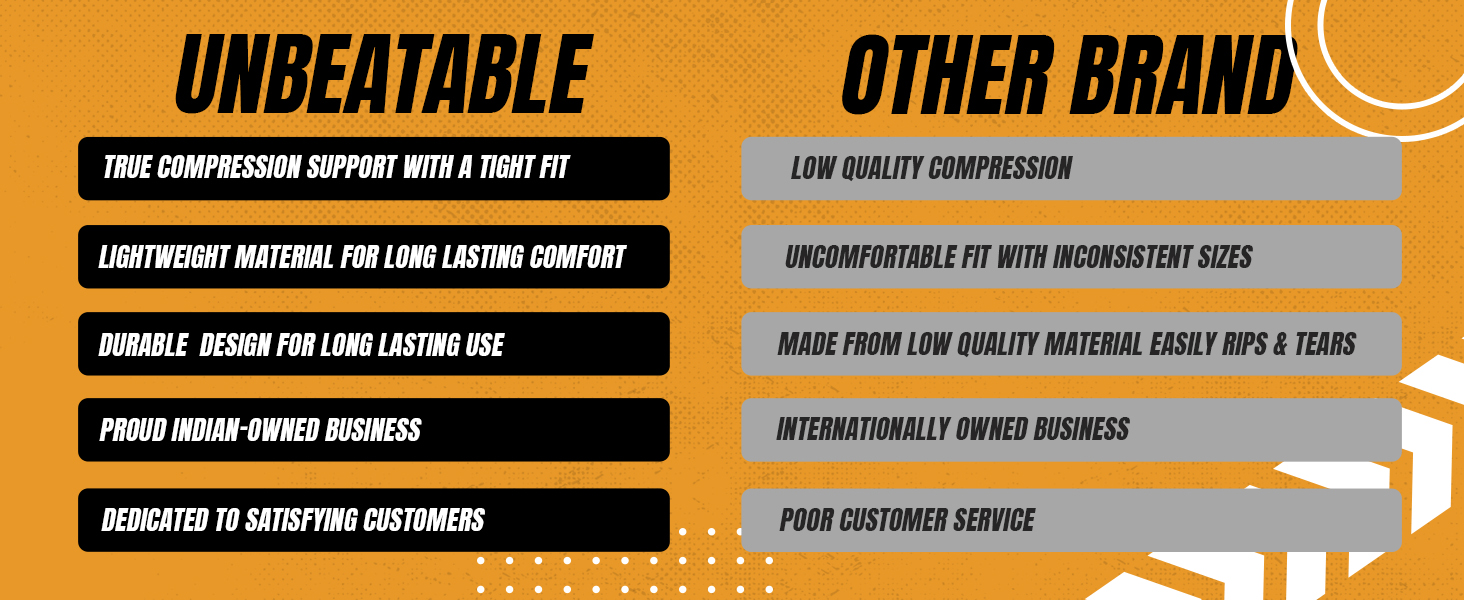 UNBEATABLE
TRUE COMPRESSION SUPPORT WITH A TIGHT FIT
LIGHTWEIGHT MATERIAL FOR LONG LASTING COMFORT
DURABLE DESIGN FOR LONG LASTING USE
PROUD INDIAN-OWNED BUSINESS
DEDICATED TO SATISFYING CUSTOMERS
OTHER BRAND
LOW QUALITY COMPRESSION
UNCOMFORTABLE FIT WITH INCONSISTENT SIZES
MADE FROM LOW QUALITY MATERIAL EASILY RIPS & TEARS
INTERNATIONALLY OWNED BUSINESS
POOR CUSTOMER SERVICE